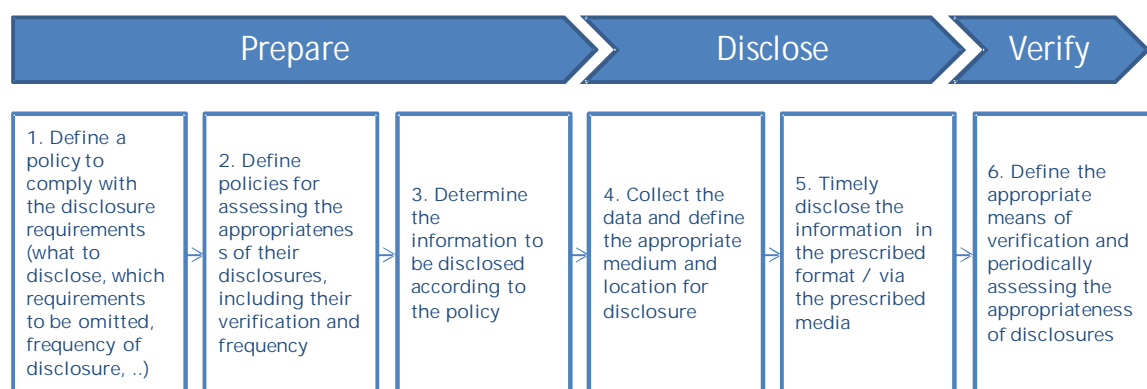 Prepare
Disclose
Verify
1. Define a
policy to
comply with
the disclosure
requirements
(what to
disclose, which
requirements
to be omitted,
frequency of
disclosure, ..)
2. Define
policies for
assessing the
appropriatenes
s of their
disclosures,
including their
verification and
frequency
3. Determine
the
information to
be disclosed
according to
the policy
4. Collect the
data and define
the appropriate
medium and
location for
disclosure
5. Timely
disclose the
information in
the prescribed
format / via
the prescribed
media
6. Define the
appropriate
means of
verification and
periodically
assessing the
appropriateness
of disclosures